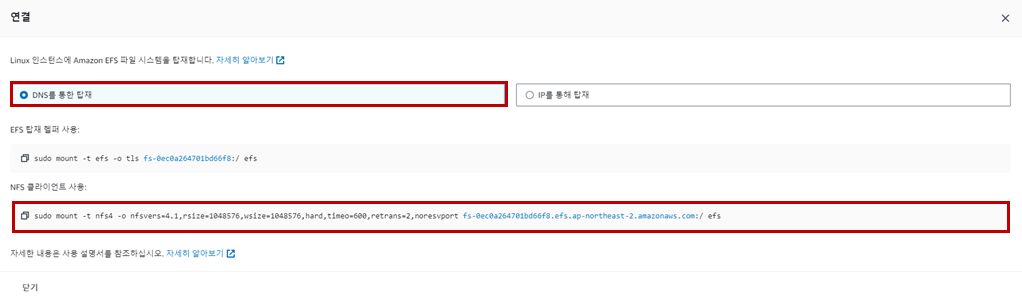 연결
Linux 인스턴스에 Amazon EFS 파일 시스템을 탑재합니다. 자세히 알아보기
DNS를 통한 탑재
IP를 통해 탑재
EFS 탑재 헬퍼 사용:
sudo mount -t efs -o tls fs-0ec0a264701bd66f8:/ efs
NFS 클라이언트 사용:
sudo mount -t nfs4 -o nfsvers=4.1,rsize=1048576,wsize=1048576,hard,timeo=600,retrans=2,noresvport fs-0ec0a264701bd66f8.efs.ap-northeast-2.amazonaws.com:/ efs
자세한 내용은 사용 설명서를 참조하십시오. 자세히 알아보기
닫기